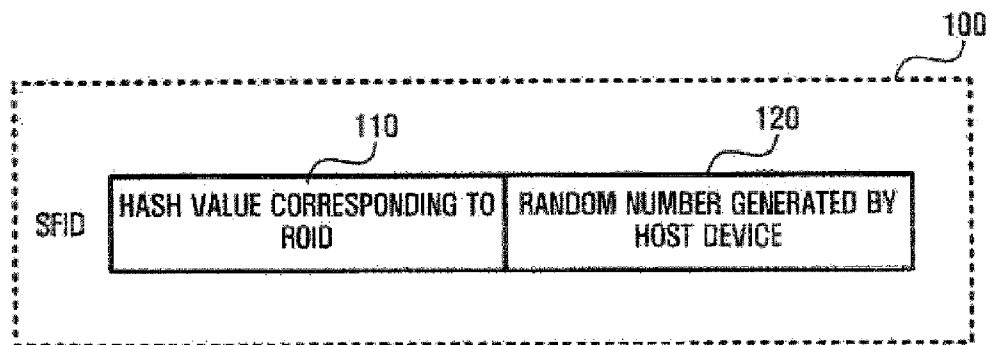 100
110
120
SFID
HASH VALUE CORRESPONDING TO
ROID
RANDOM NUMBER GENERATED BY
HOST DEVICE